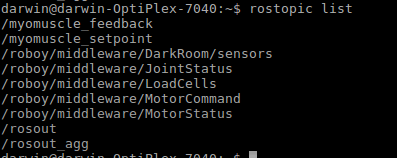 darwin@darwin-OptiPlex-7040:~$ rostopic list
/myomuscle_feedback
/myomuscle_setpoint
/roboy/middleware/DarkRoom/sensors
/roboy/middleware/JointStatus
/roboy/middleware/LoadCells
/roboy/middleware/MotorCommand
/roboy/middleware/MotorStatus
/rosout
/rosout_agg
darwin@darwin-OptiPlex-7040:~$